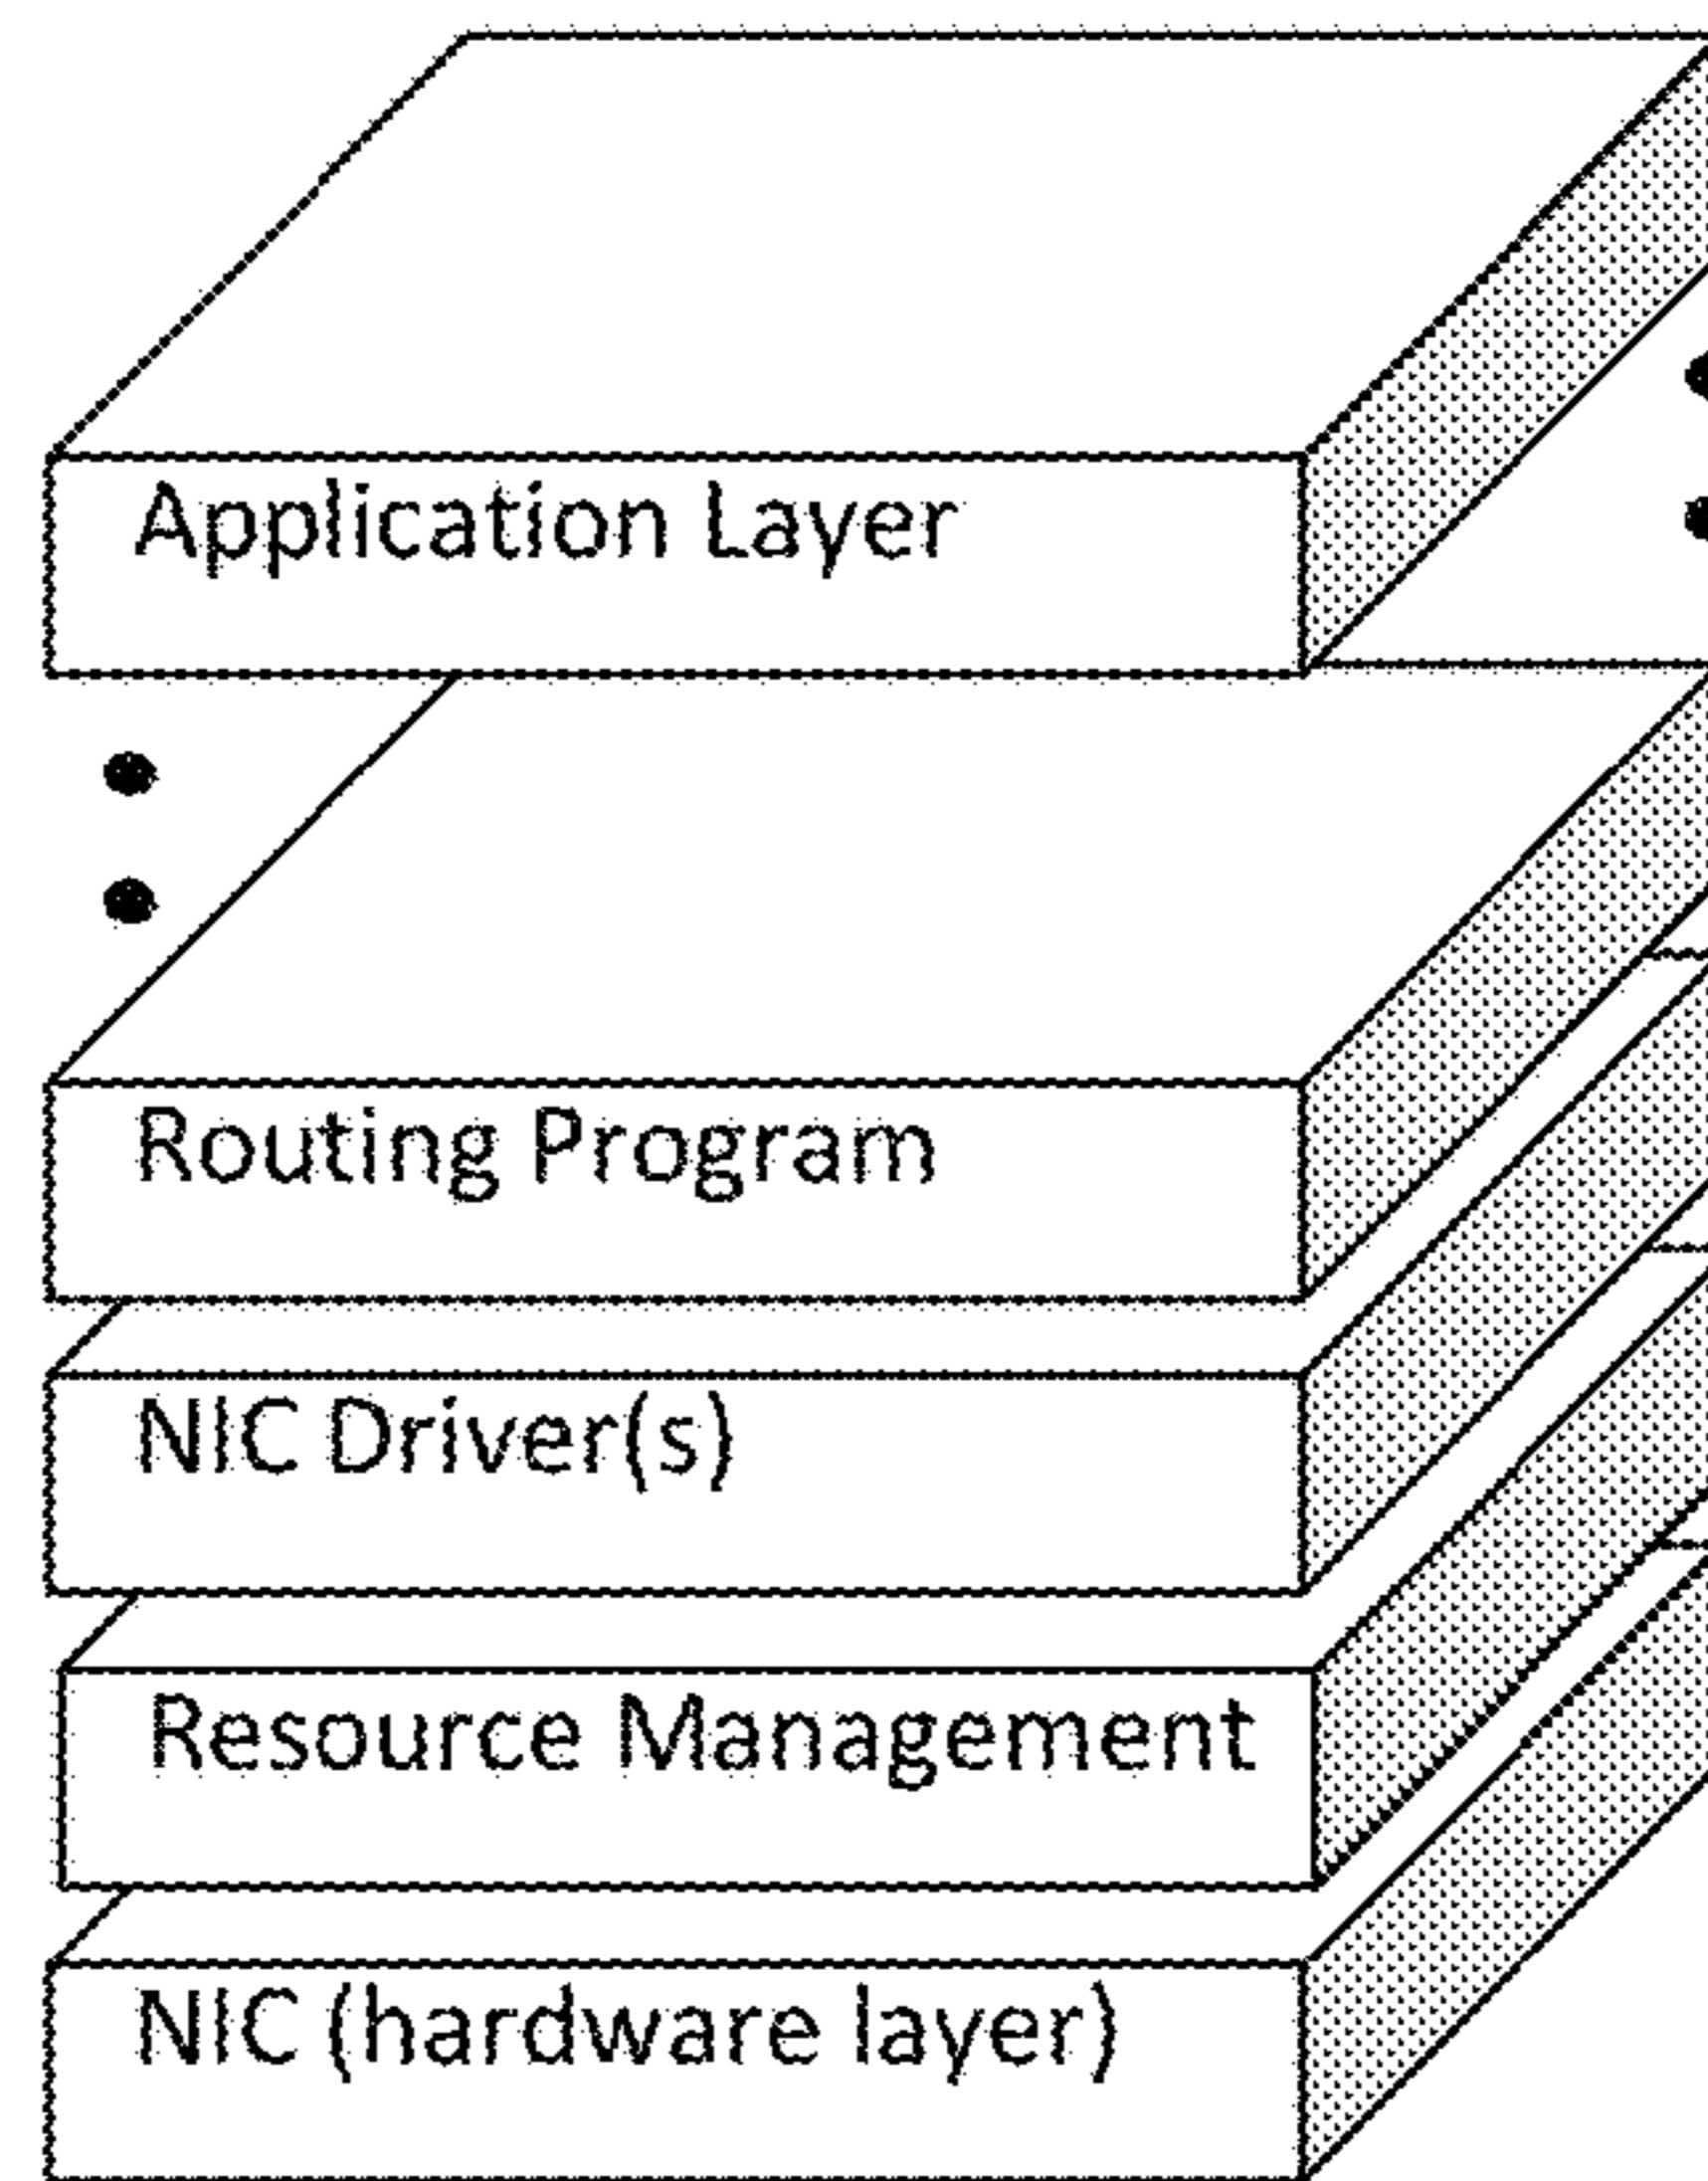 Application Layer
Routing Program
NIC Driver(s)
Resource Management
NIC (hardware layer)